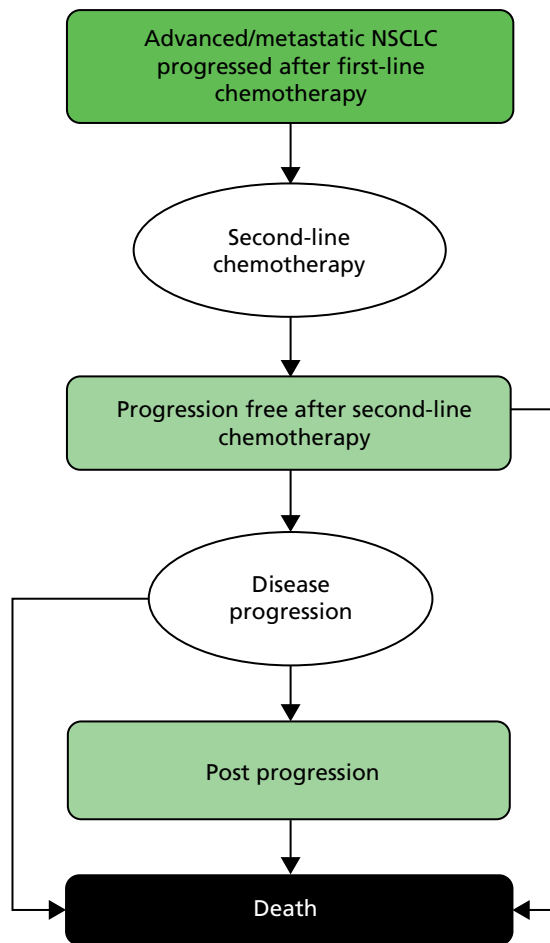 Advanced/metastatic NSCLC
progressed after first-line
chemotherapy
Second-line
chemotherapy
Progression free after second-line
chemotherapy
Disease
progression
Post progression
Death